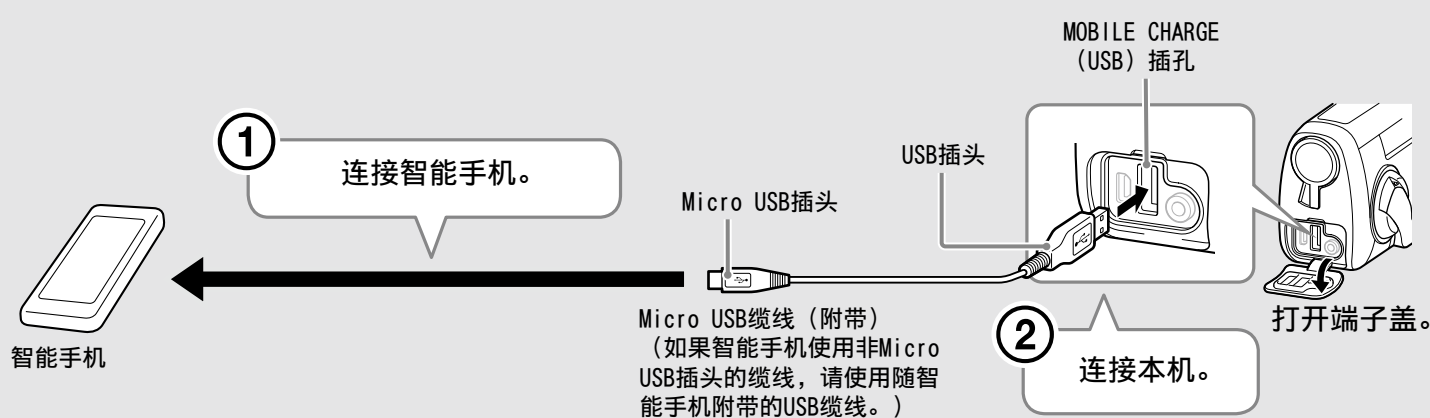 MOBILE CHARGE
（USB）插孔
①
连接智能手机。
USB插头
Micro USB插头
打开端子盖。
Micro USB缆线（附带）
（如果智能手机使用非Micro
USB插头的缆线，请使用随智
能手机附带的USB缆线。）
②
连接本机。
智能手机